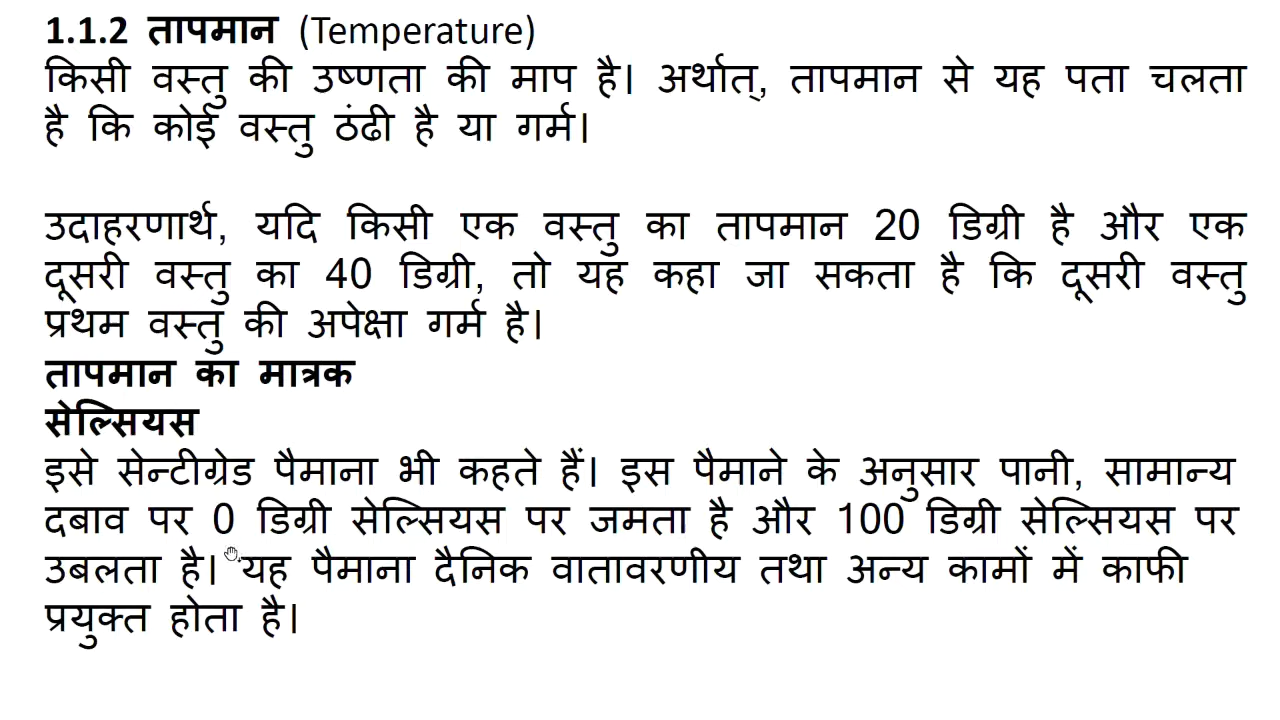 1.1.2 तापमान (Temperature)
किसी वस्तु की उष्णता की माप है। अर्थात्, तापमान से यह पता चलता
है कि कोई वस्तु ठंढी है या गर्म।
उदाहरणार्थ, यदि किसी एक वस्तु का तापमान 20 डिग्री है और एक
दूसरी वस्तु का 40 डिग्री, तो यह कहा जा सकता है कि दूसरी वस्तु
प्रथम वस्तु की अपेक्षा गर्म है।
तापमान का मात्रक
सेल्सियस
इसे सेन्टीग्रेड पैमाना भी कहते हैं। इस पैमाने के अनुसार पानी, सामान्य
दबाव पर 0 डिग्री सेल्सियस पर जमता है और 100 डिग्री सेल्सियस पर
उबलता है। यह पैमाना दैनिक वातावरणीय तथा अन्य कामों में काफी
प्रयुक्त होता है।